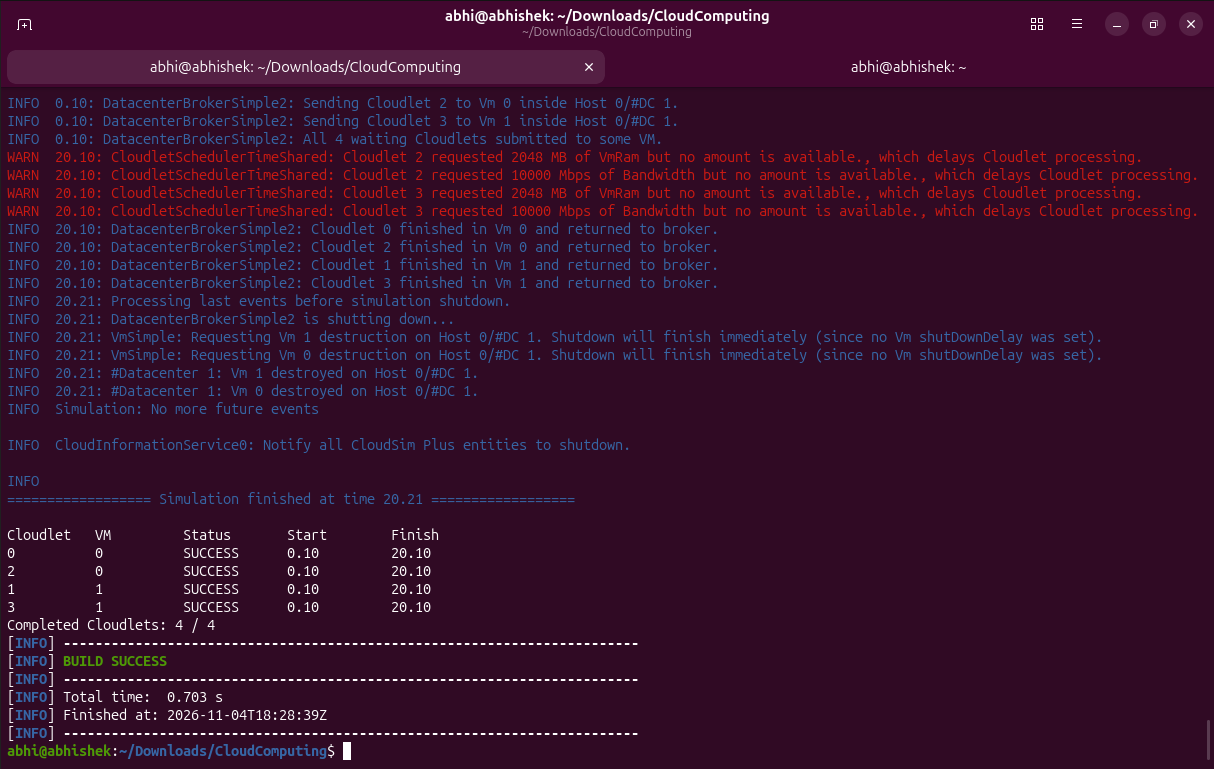 abhi@abhishek: ~/Downloads/CloudComputing
~/Downloads/CloudComputing
abhi@abhishek: ~/Downloads/CloudComputing
abhi@abhishek: ~
INFO  0.10: DatacenterBrokerSimple2: Sending Cloudlet 2 to Vm 0 inside Host 0/#DC 1.
INFO  0.10: DatacenterBrokerSimple2: Sending Cloudlet 3 to Vm 1 inside Host 0/#DC 1.
INFO  0.10: DatacenterBrokerSimple2: All 4 waiting Cloudlets submitted to some VM.
WARN  20.10: CloudletSchedulerTimeShared: Cloudlet 2 requested 2048 MB of VmRam but no amount is available., which delays Cloudlet processing.
WARN  20.10: CloudletSchedulerTimeShared: Cloudlet 2 requested 10000 Mbps of Bandwidth but no amount is available., which delays Cloudlet processing.
WARN  20.10: CloudletSchedulerTimeShared: Cloudlet 3 requested 2048 MB of VmRam but no amount is available., which delays Cloudlet processing.
WARN  20.10: CloudletSchedulerTimeShared: Cloudlet 3 requested 10000 Mbps of Bandwidth but no amount is available., which delays Cloudlet processing.
INFO  20.10: DatacenterBrokerSimple2: Cloudlet 0 finished in Vm 0 and returned to broker.
INFO  20.10: DatacenterBrokerSimple2: Cloudlet 2 finished in Vm 0 and returned to broker.
INFO  20.10: DatacenterBrokerSimple2: Cloudlet 1 finished in Vm 1 and returned to broker.
INFO  20.10: DatacenterBrokerSimple2: Cloudlet 3 finished in Vm 1 and returned to broker.
INFO  20.21: Processing last events before simulation shutdown.
INFO  20.21: DatacenterBrokerSimple2 is shutting down...
INFO  20.21: VmSimple: Requesting Vm 1 destruction on Host 0/#DC 1. Shutdown will finish immediately (since no Vm shutDownDelay was set).
INFO  20.21: VmSimple: Requesting Vm 0 destruction on Host 0/#DC 1. Shutdown will finish immediately (since no Vm shutDownDelay was set).
INFO  20.21: #Datacenter 1: Vm 1 destroyed on Host 0/#DC 1.
INFO  20.21: #Datacenter 1: Vm 0 destroyed on Host 0/#DC 1.
INFO  Simulation: No more future events
INFO  CloudInformationService0: Notify all CloudSim Plus entities to shutdown.
INFO
================== Simulation finished at time 20.21 ==================
Cloudlet   VM         Status       Start        Finish
0          0          SUCCESS      0.10         20.10
2          0          SUCCESS      0.10         20.10
1          1          SUCCESS      0.10         20.10
3          1          SUCCESS      0.10         20.10
Completed Cloudlets: 4 / 4
[INFO] ------------------------------------------------------------------------
[INFO] BUILD SUCCESS
[INFO] ------------------------------------------------------------------------
[INFO] Total time:  0.703 s
[INFO] Finished at: 2026-11-04T18:28:39Z
[INFO] ------------------------------------------------------------------------
abhi@abhishek:~/Downloads/CloudComputing$